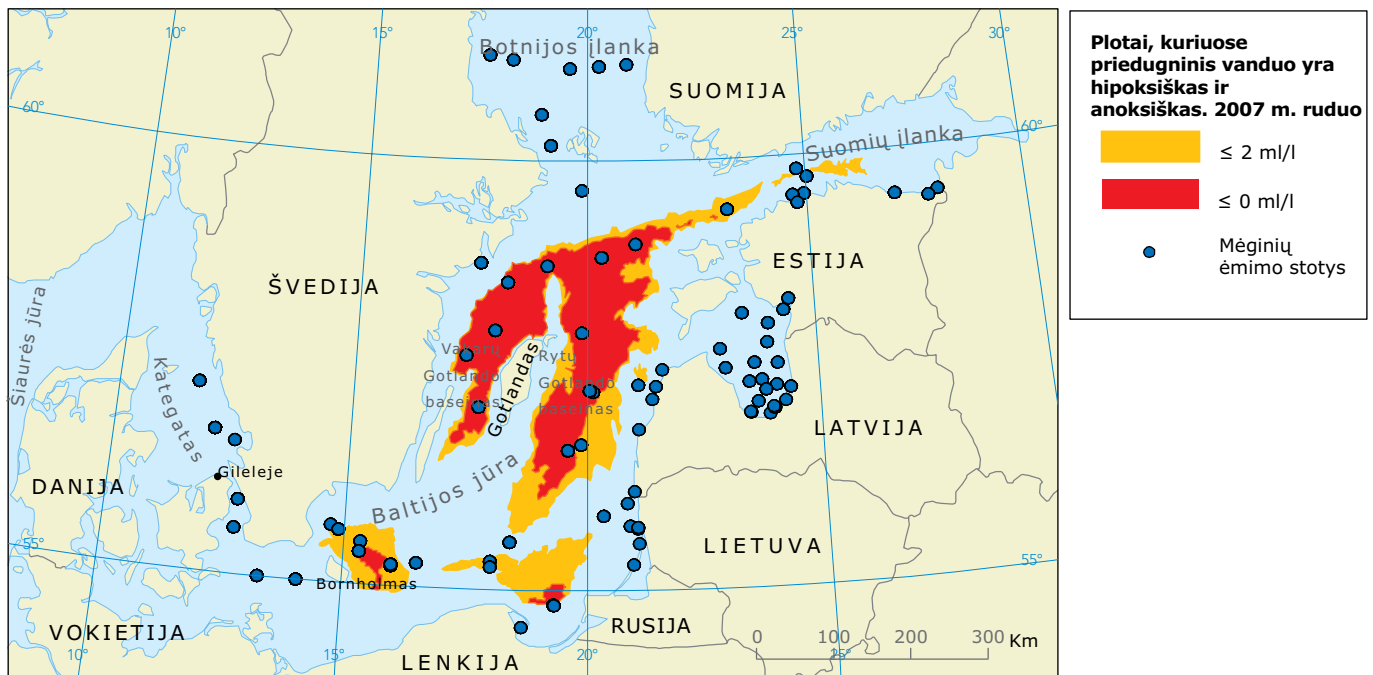 10°
15°
20°
25°
30°
Botnijos įlanka
SUOMIJA
60°
60°
Suomių įlanka
ESTIJA
ŠVEDIJA
Šiaurės jūra
Kategatas
Vakarų
Gotlando
baseinas
Gotlandas
Rytų
Gotlando
baseinas
LATVIJA
Gileleje
DANIJA
Baltijos jūra
LIETUVA
55°
55°
Bornholmas
VOKIETIJA
RUSIJA
LENKIJA
10°
15°
20°
25°
0 100 200 300 Km
Plotai, kuriuose
priedugninis vanduo yra
hipoksiškas ir
anoksiškas. 2007 m. ruduo
≤ 2 ml/l
≤ 0 ml/l
Mėginių
ėmimo stotys